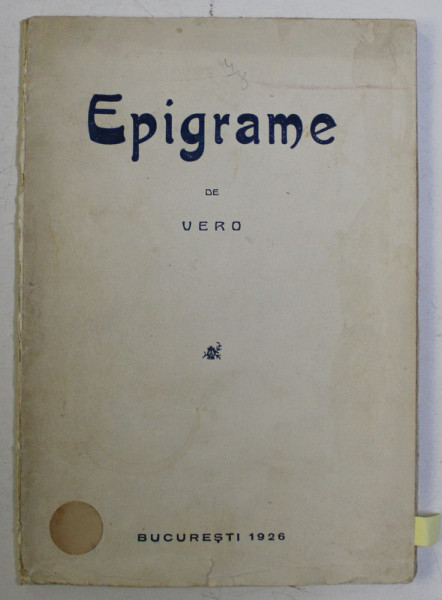 Epigrame
DE
VERO
BUCUREŞTI 1926